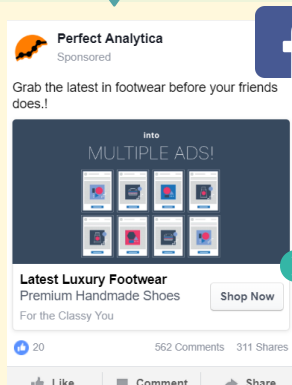 Perfect Analytica
Sponsored
Grab the latest in footwear before your friends
does.!
into
MULTIPLE ADS!
Latest Luxury Footwear
Premium Handmade Shoes
Shop Now
For the Classy You
20
562 Comments 311 Shares
Like Comment Share